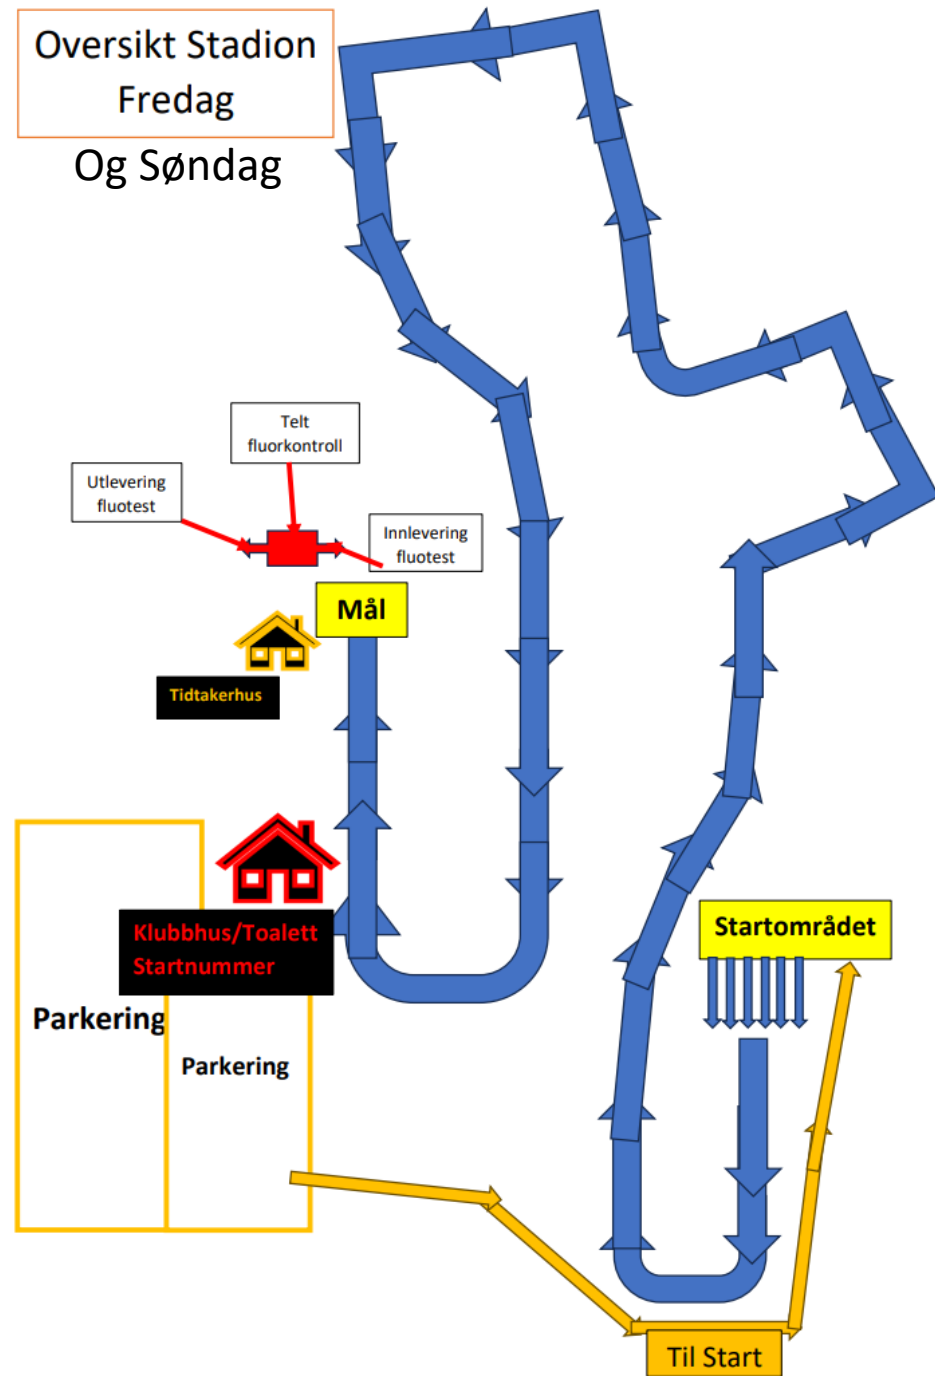 Oversikt Stadion
Fredag
Og Søndag
Telt
fluorkontroll
Utlevering
fluotest
Innlevering
fluotest
Mål
Tidtakerhus
Klubbhus/Toalett
Startnummer
Startområdet
Parkering
Parkering
Til Start